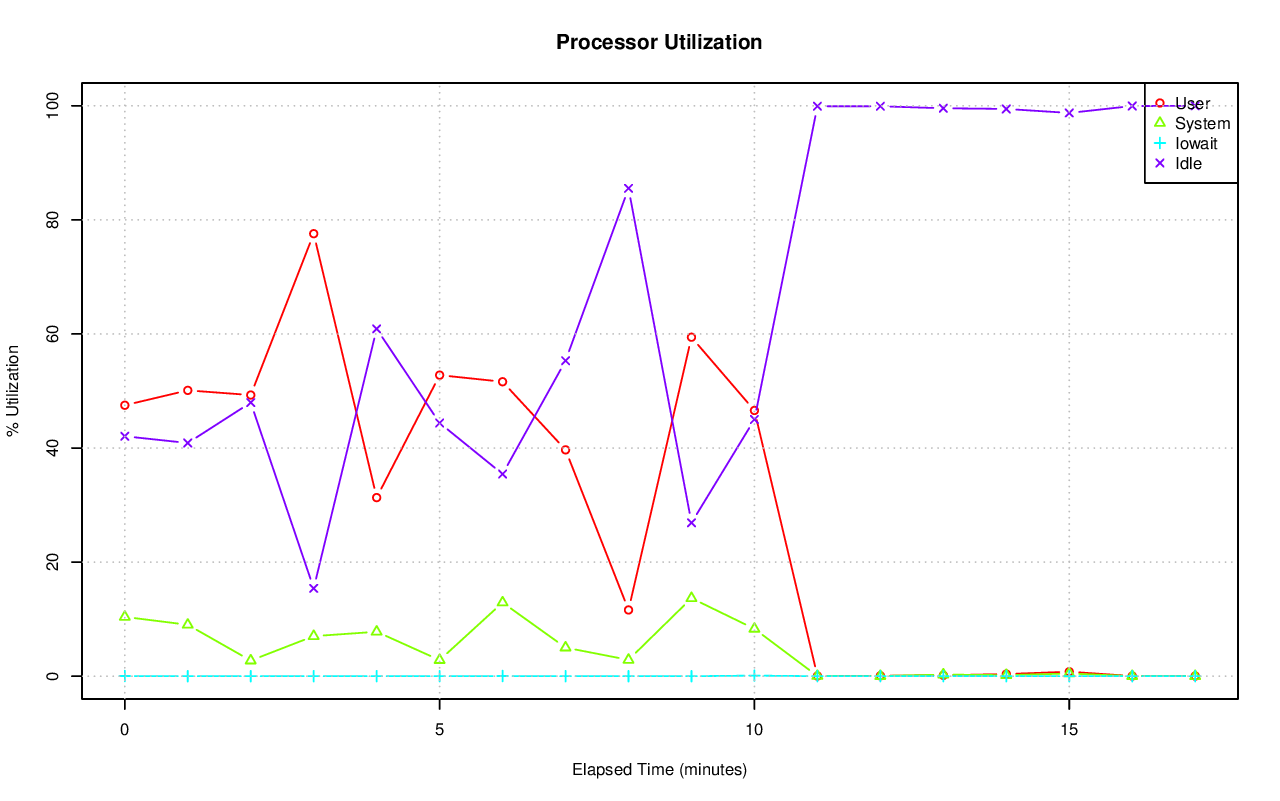 Processor Utilization
% Utilization
100
80
60
40
20
0
User
System
Iowait
Idle
0 5 10 15
Elapsed Time (minutes)